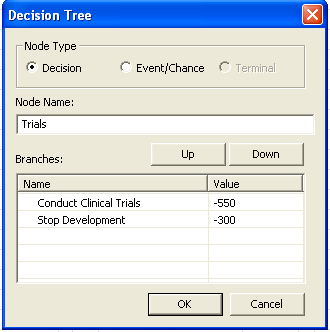 Decision Tree
Node Type
Decision Event/Chance Terminal
Node Name:
Trials
Branches: Up Down
Name Value
Conduct Clinical Trials -550
Stop Development -300
OK Cancel